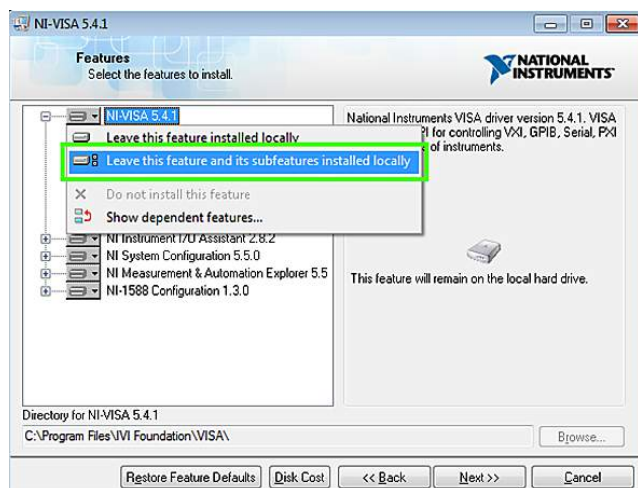 NI-VISA 5.4.1
Features
Select the features to install.
NATIONAL
INSTRUMENTS
NI-VISA 5.4.1
Leave this feature installed locally
Leave this feature and its subfeatures installed locally
Do not install this feature
Show dependent features...
NI Instrument I/O Assistant 2.8.2
NI System Configuration 5.5.0
NI Measurement & Automation Explorer 5.5
NI-1588 Configuration 1.3.0
National Instruments VISA driver version 5.4.1. VISA
for controlling VXI, GPIB, Serial, PXI
of instruments.
This feature will remain on the local hard drive.
Directory for NI-VISA 5.4.1
C:\Program Files\IVI Foundation\VISA\
Browse...
Restore Feature Defaults
Disk Cost
<< Back
Next >>
Cancel